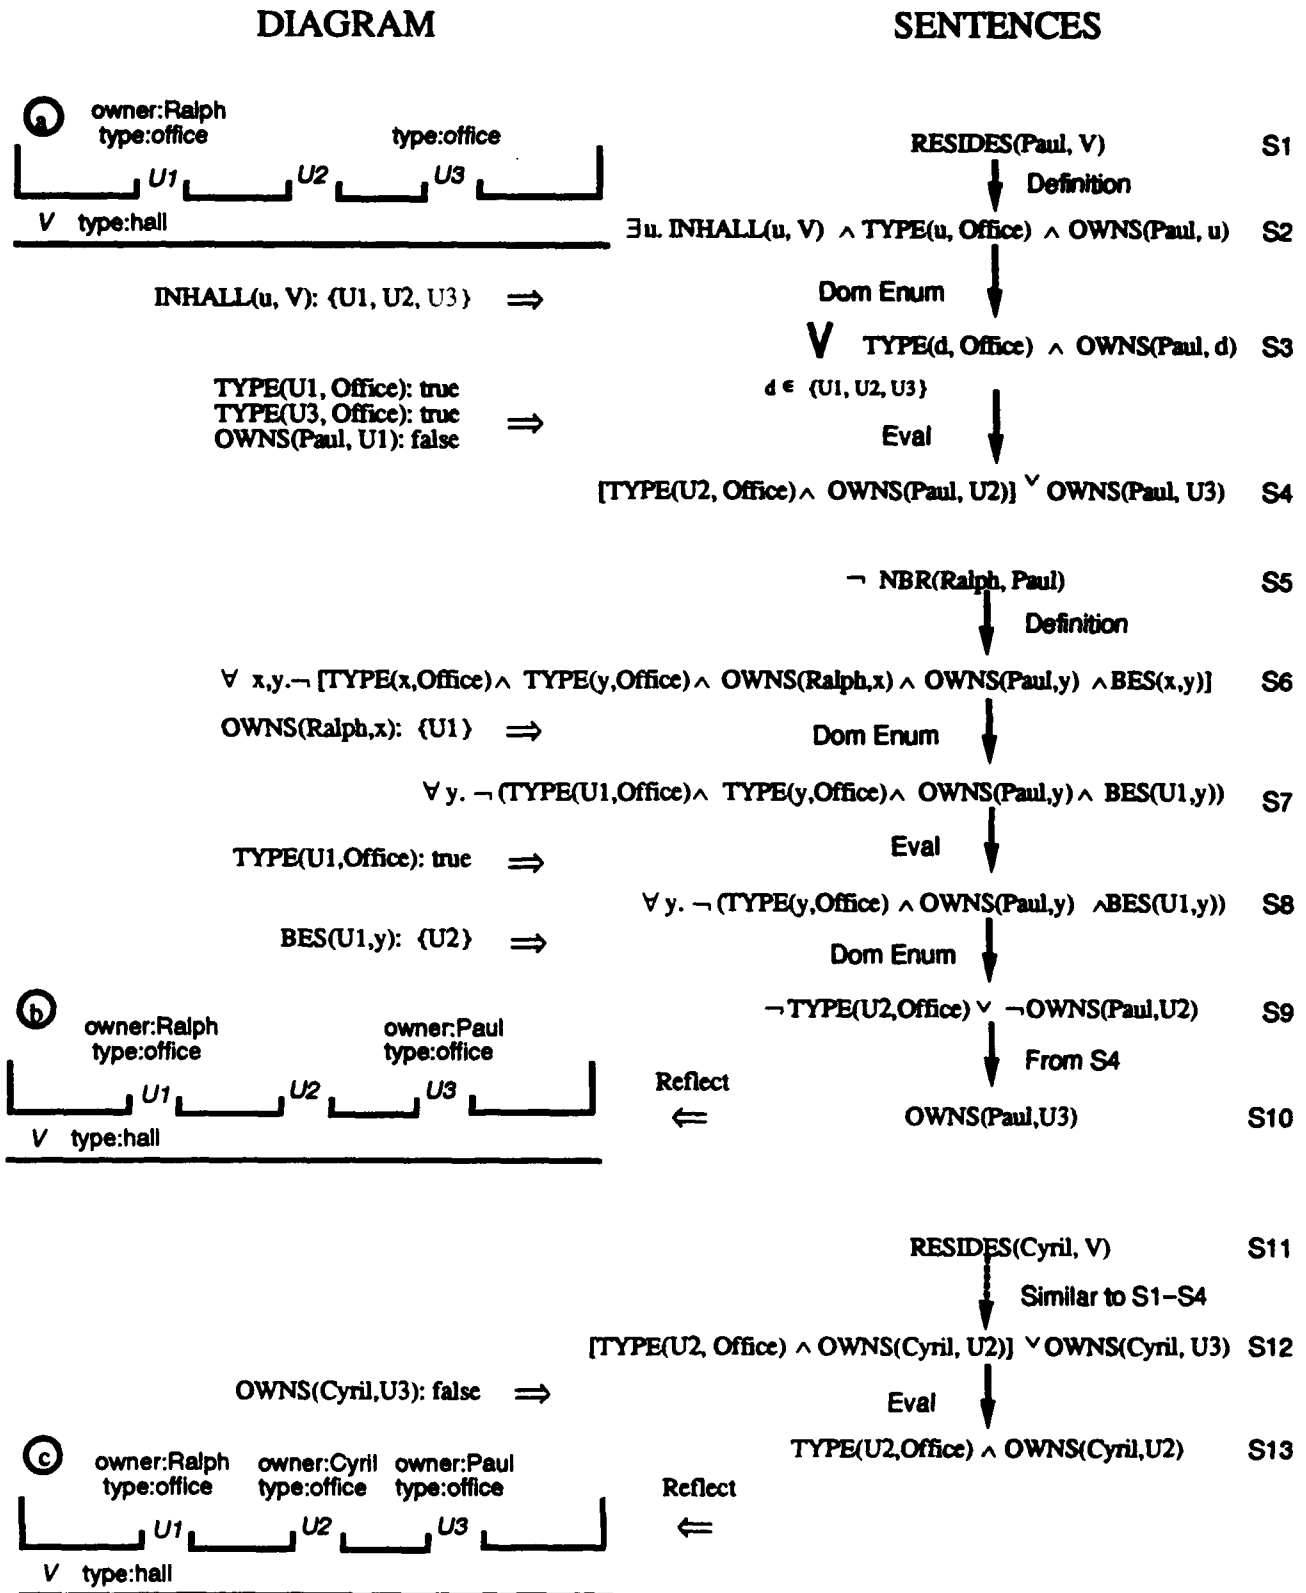 DIAGRAM SENTENCES
a owner:Ralph
type:office type:office
RESIDES(Paul, V) S1
U1 U2 U3
Definition
V type:hall
∃u. INHALL(u, V) ∧ TYPE(u, Office) ∧ OWNS(Paul, u) S2
INHALL(u, V): {U1, U2, U3} ⇒ Dom Enum
V TYPE(d, Office) ∧ OWNS(Paul, d) S3
d ∈ {U1, U2, U3}
TYPE(U1, Office): true
TYPE(U3, Office): true ⇒
OWNS(Paul, U1): false
Eval
[TYPE(U2, Office) ∧ OWNS(Paul, U2)] ∨ OWNS(Paul, U3) S4
¬ NBR(Ralph, Paul) S5
Definition
∀ x,y.¬ [TYPE(x,Office) ∧ TYPE(y,Office) ∧ OWNS(Ralph,x) ∧ OWNS(Paul,y) ∧BES(x,y)] S6
OWNS(Ralph,x): {U1} ⇒ Dom Enum
∀ y. ¬ (TYPE(U1,Office) ∧ TYPE(y,Office) ∧ OWNS(Paul,y) ∧ BES(U1,y)) S7
TYPE(U1,Office): true ⇒ Eval
∀ y. ¬ (TYPE(y,Office) ∧ OWNS(Paul,y) ∧BES(U1,y)) S8
BES(U1,y): {U2} ⇒ Dom Enum
¬TYPE(U2,Office) ∨ ¬OWNS(Paul,U2) S9
b owner:Ralph owner:Paul
type:office type:office
From S4
U1 U2 U3
Reflect
⇐ OWNS(Paul,U3) S10
V type:hall
RESIDES(Cyril, V) S11
Similar to S1–S4
[TYPE(U2, Office) ∧ OWNS(Cyril, U2)] ∨ OWNS(Cyril, U3) S12
OWNS(Cyril,U3): false ⇒ Eval
TYPE(U2,Office) ∧ OWNS(Cyril,U2) S13
c owner:Ralph owner:Cyril owner:Paul
type:office type:office type:office
Reflect
⇐
U1 U2 U3
V type:hall